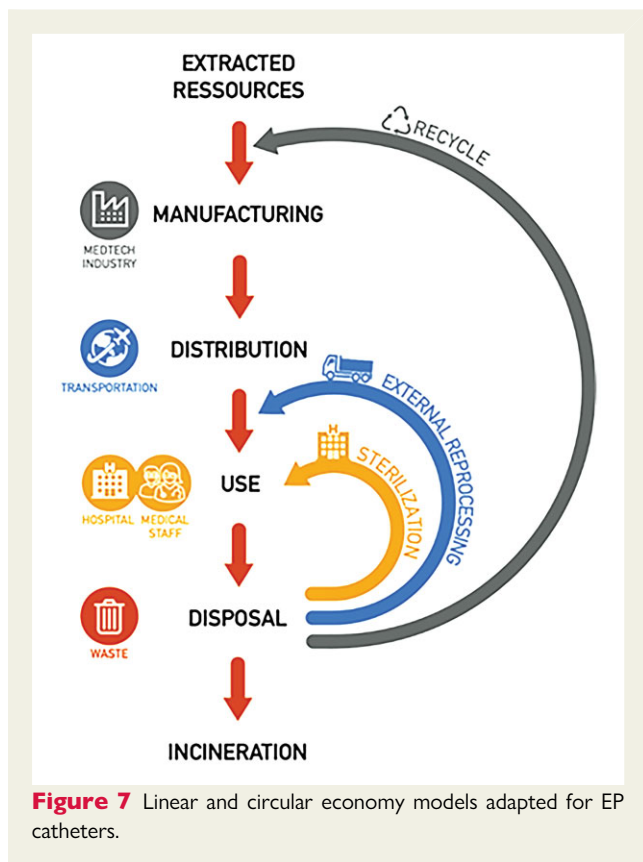 EXTRACTED
RESSOURCES
RECYCLE
MANUFACTURING
MEDTECH
INDUSTRY
DISTRIBUTION
TRANSPORTATION
EXTERNAL REPROCESSING
H
STERILIZATION
H
USE
HOSPITAL MEDICAL
STAFF
DISPOSAL
WASTE
INCINERATION
Figure 7 Linear and circular economy models adapted for EP
catheters.